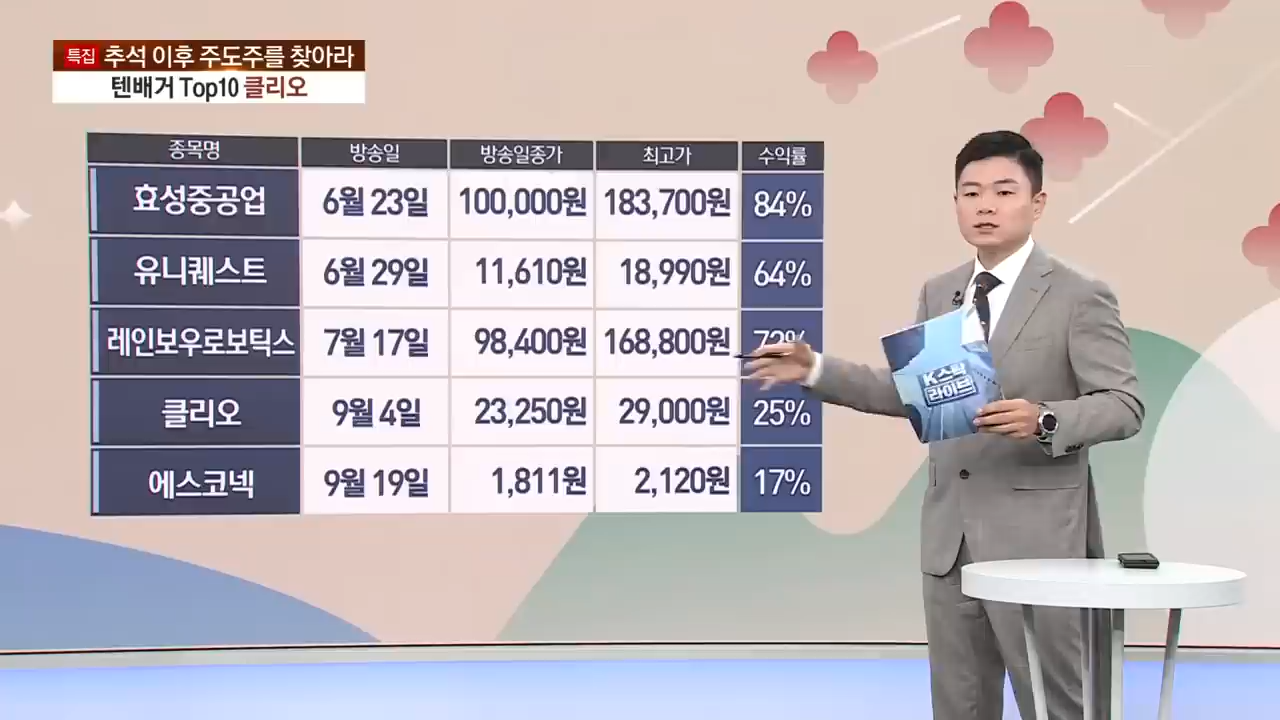 특집 추석 이후 주도주를 찾아라
텐배거 Top10 클리오
종목명 방송일 방송일종가 최고가 수익률
효성중공업 6월 23일 100,000원 183,700원 84%
유니퀘스트 6월 29일 11,610원 18,990원 64%
레인보우로보틱스 7월 17일 98,400원 168,800원
클리오 9월 4일 23,250원 29,000원 25%
에스코넥 9월 19일 1,811원 2,120원 17%
K스탁
라이브